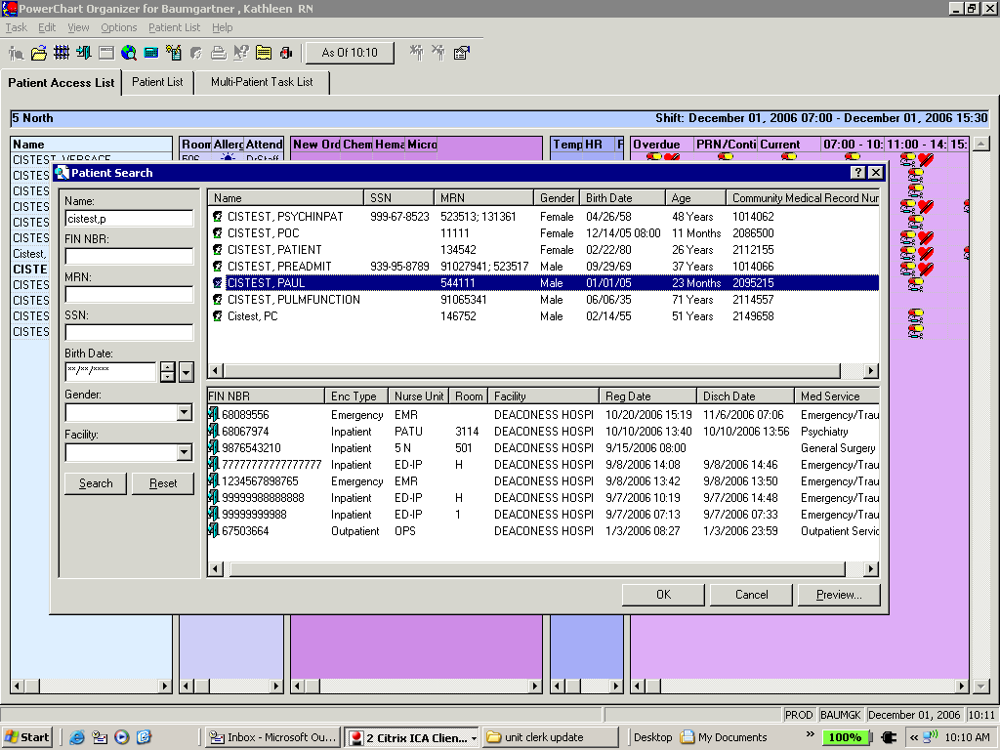 PowerChart Organizer for Baumgartner , Kathleen RN
Task Edit View Options Patient List Help
As Of 10:10
Patient Access List Patient List Multi-Patient Task List
5 North Shift: December 01, 2006 07:00 - December 01, 2006 15:30
Name Room Allerg Attend New Ord Chem Hema Micro Temp HR Overdue PRN/Conti Current 07:00 - 10: 11:00 - 14: 15:
CISTEST, VERSACE 506 DrStaff
CISTES
CISTES
CISTES
CISTES
CISTES
Cistest,
CISTE
CISTES
CISTES
CISTES
CISTES
Patient Search
Name:
cistest,p
FIN NBR:
MRN:
SSN:
Birth Date:
**/**/****
Gender:
Facility:
Search Reset
Name SSN MRN Gender Birth Date Age Community Medical Record Num
CISTEST, PSYCHINPAT 999-67-8523 523513; 131361 Female 04/26/58 48 Years 1014062
CISTEST, POC 11111 Female 12/14/05 08:00 11 Months 2086500
CISTEST, PATIENT 134542 Female 02/22/80 26 Years 2112155
CISTEST, PREADMIT 939-95-8789 91027941; 523517 Male 09/29/69 37 Years 1014066
CISTEST, PAUL 544111 Male 01/01/05 23 Months 2095215
CISTEST, PULMFUNCTION 91065341 Male 06/06/35 71 Years 2114557
Cistest, PC 146752 Male 02/14/55 51 Years 2149658
FIN NBR Enc Type Nurse Unit Room Facility Reg Date Disch Date Med Service
68089556 Emergency EMR DEACONESS HOSPI 10/20/2006 15:19 11/6/2006 07:06 Emergency/Trau
68067974 Inpatient PATU 3114 DEACONESS HOSPI 10/10/2006 13:40 10/10/2006 13:56 Psychiatry
9876543210 Inpatient 5 N 501 DEACONESS HOSPI 9/15/2006 08:00 General Surgery
77777777777777777 Inpatient ED-IP H DEACONESS HOSPI 9/8/2006 14:08 9/8/2006 14:46 Emergency/Trau
1234567898765 Emergency EMR DEACONESS HOSPI 9/8/2006 13:42 9/8/2006 13:50 Emergency/Trau
99999988888888 Inpatient ED-IP H DEACONESS HOSPI 9/7/2006 10:19 9/7/2006 14:48 Emergency/Trau
99999999988 Inpatient ED-IP 1 DEACONESS HOSPI 9/7/2006 07:13 9/7/2006 07:33 Emergency/Trau
67503664 Outpatient OPS DEACONESS HOSPI 1/3/2006 08:27 1/3/2006 23:59 Outpatient Servic
OK Cancel Preview...
PROD BAUMGK December 01, 2006 10:11
Start Inbox - Microsoft Ou... 2 Citrix ICA Clien... unit clerk update Desktop My Documents 100% 10:10 AM